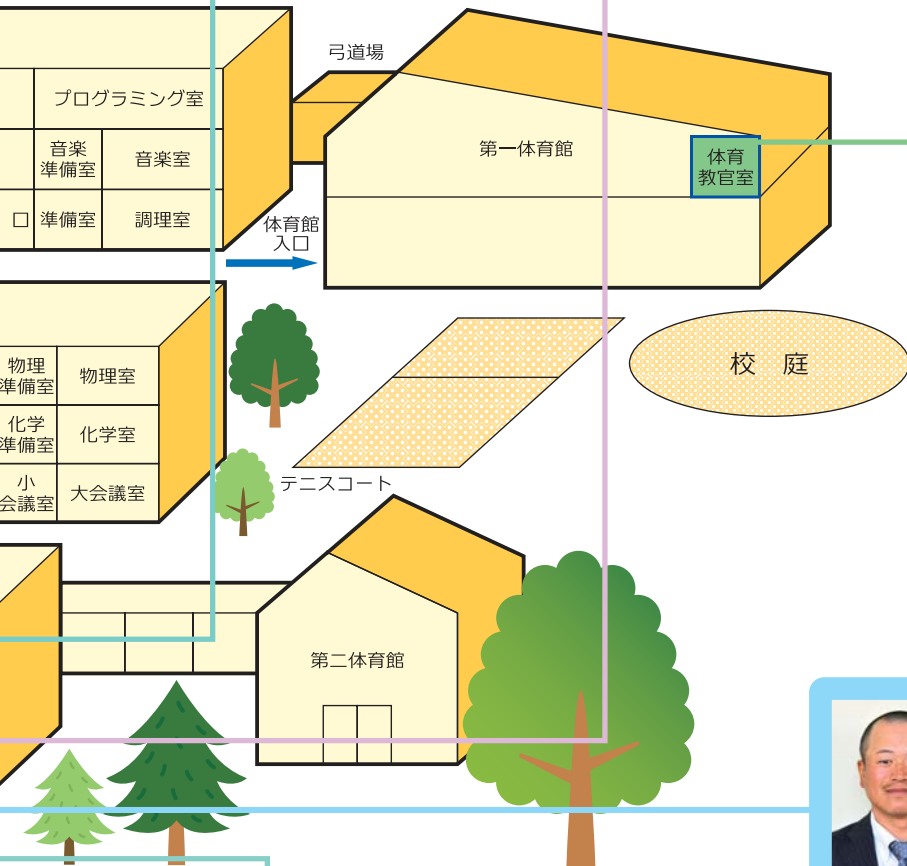 弓道場
プログラミング室
音楽
準備室
音楽室
準備室
調理室
第一体育館
体育
教官室
体育館
入口
物理
準備室
物理室
化学
準備室
化学室
小
会議室
大会議室
校 庭
テニスコート
第二体育館